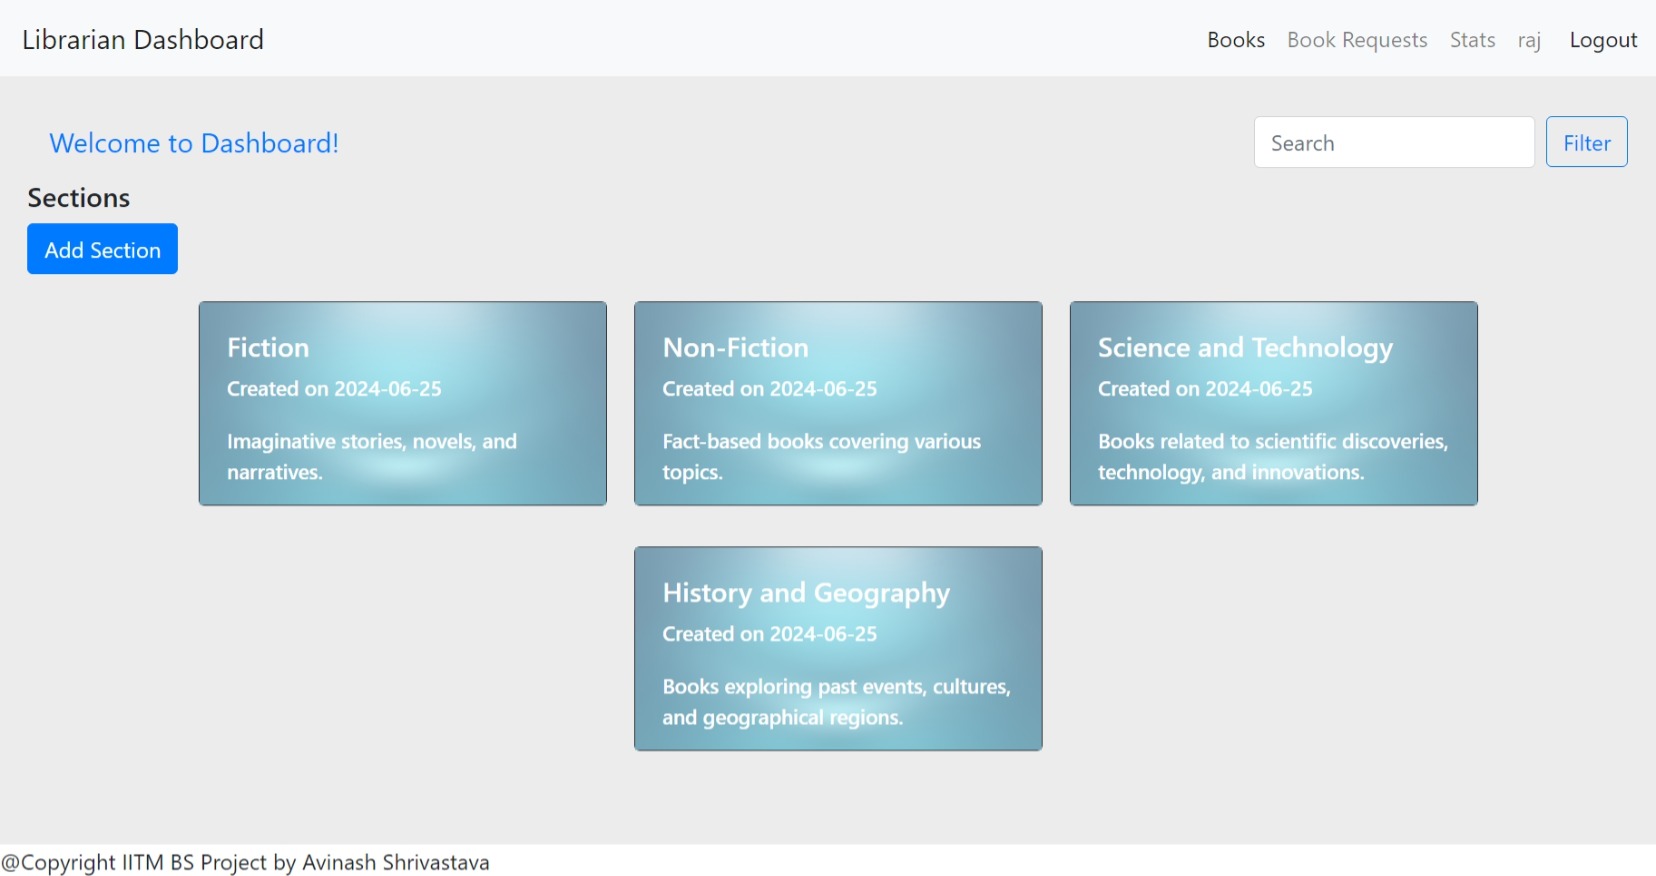 Librarian Dashboard
Books Book Requests Stats raj Logout
Welcome to Dashboard!
Search Filter
Sections
Add Section
Fiction
Created on 2024-06-25
Imaginative stories, novels, and
narratives.
Non-Fiction
Created on 2024-06-25
Fact-based books covering various
topics.
Science and Technology
Created on 2024-06-25
Books related to scientific discoveries,
technology, and innovations.
History and Geography
Created on 2024-06-25
Books exploring past events, cultures,
and geographical regions.
@Copyright IITM BS Project by Avinash Shrivastava